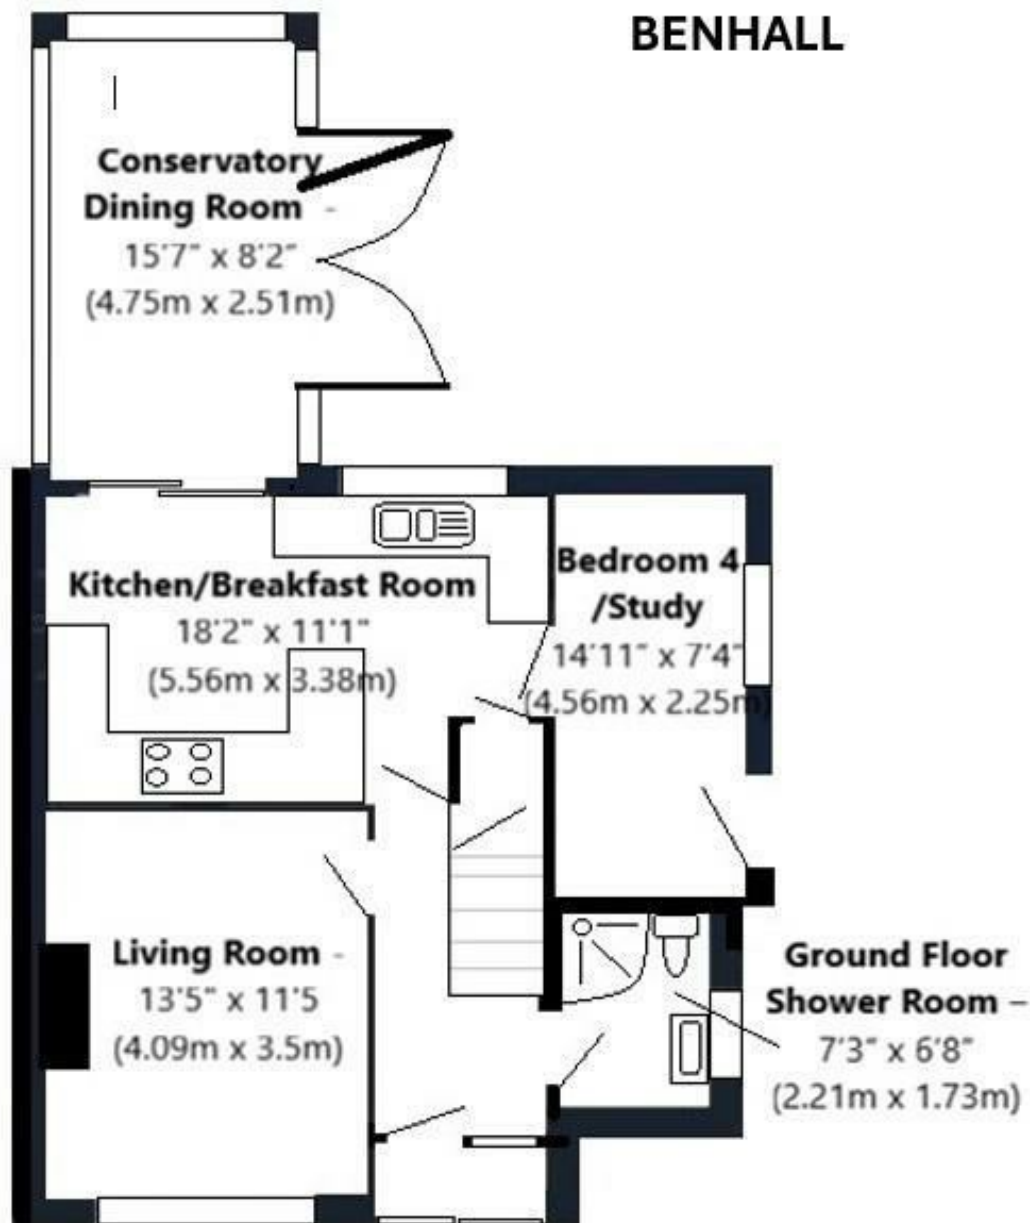 BENHALL
Conservatory
Dining Room -
15'7" x 8'2"
(4.75m x 2.51m)
Kitchen/Breakfast Room
18'2" x 11'1"
(5.56m x 3.38m)
Bedroom 4
/Study
14'11" x 7'4"
(4.56m x 2.25m)
Living Room -
13'5" x 11'5
(4.09m x 3.5m)
Ground Floor
Shower Room –
7'3" x 6'8"
(2.21m x 1.73m)